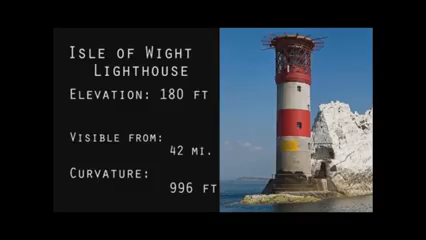 Isle of Wight
Lighthouse
Elevation: 180 ft
Visible from:
42 mi.
Curvature:
996 ft